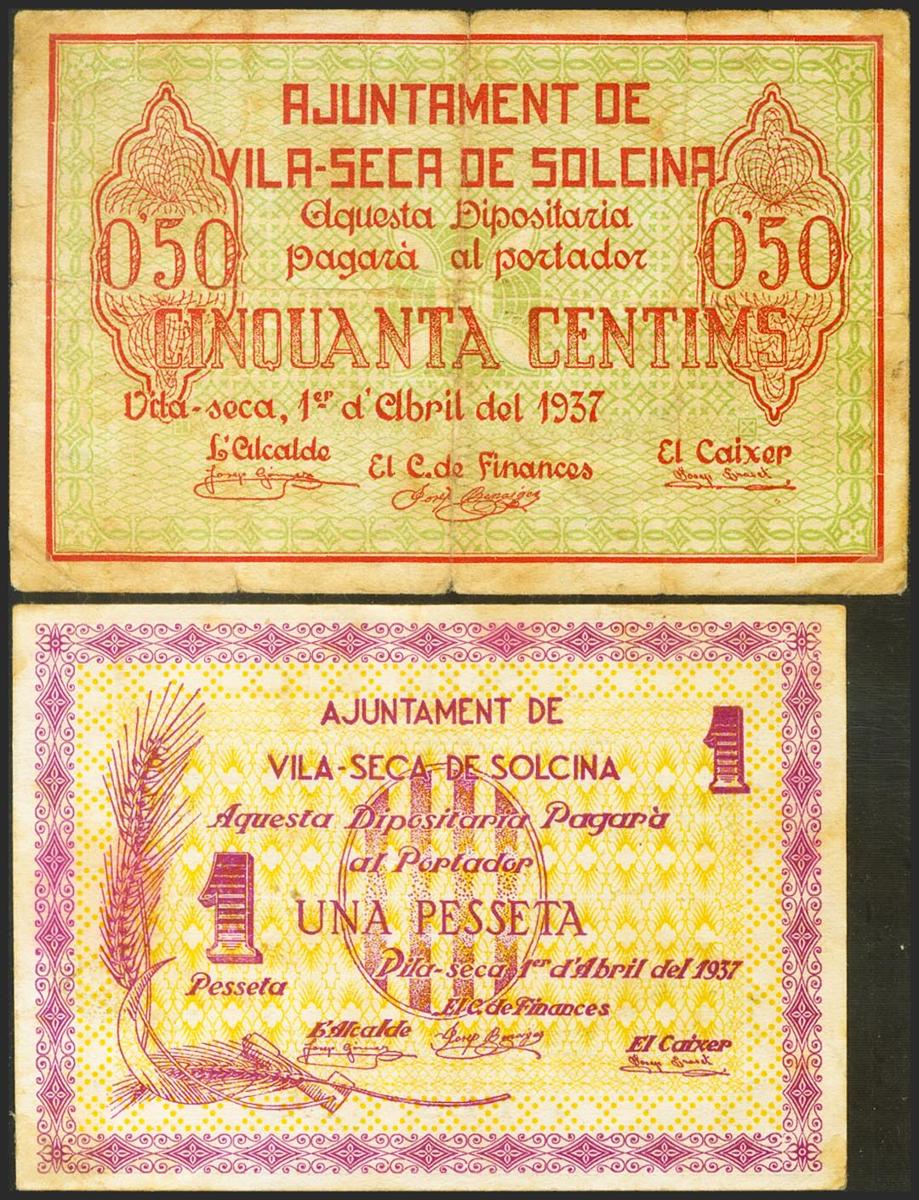 AJUNTAMENT DE
VILA-SECA DE SOLCINA
Aquesta Dipositaria
pagarà al portador
0'50
0'50
CINQUANTA CENTIMS
Vila-seca, 1er d'Abril del 1937
L'Alcalde
El C. de Finances
El Caixer
AJUNTAMENT DE
1
VILA-SECA DE SOLCINA
Aquesta Dipositaria Pagarà
al Portador
1
UNA PESSETA
Pesseta
Vila-seca 1er d'Abril del 1937
El C. de Finances
L'Alcalde
El Caixer